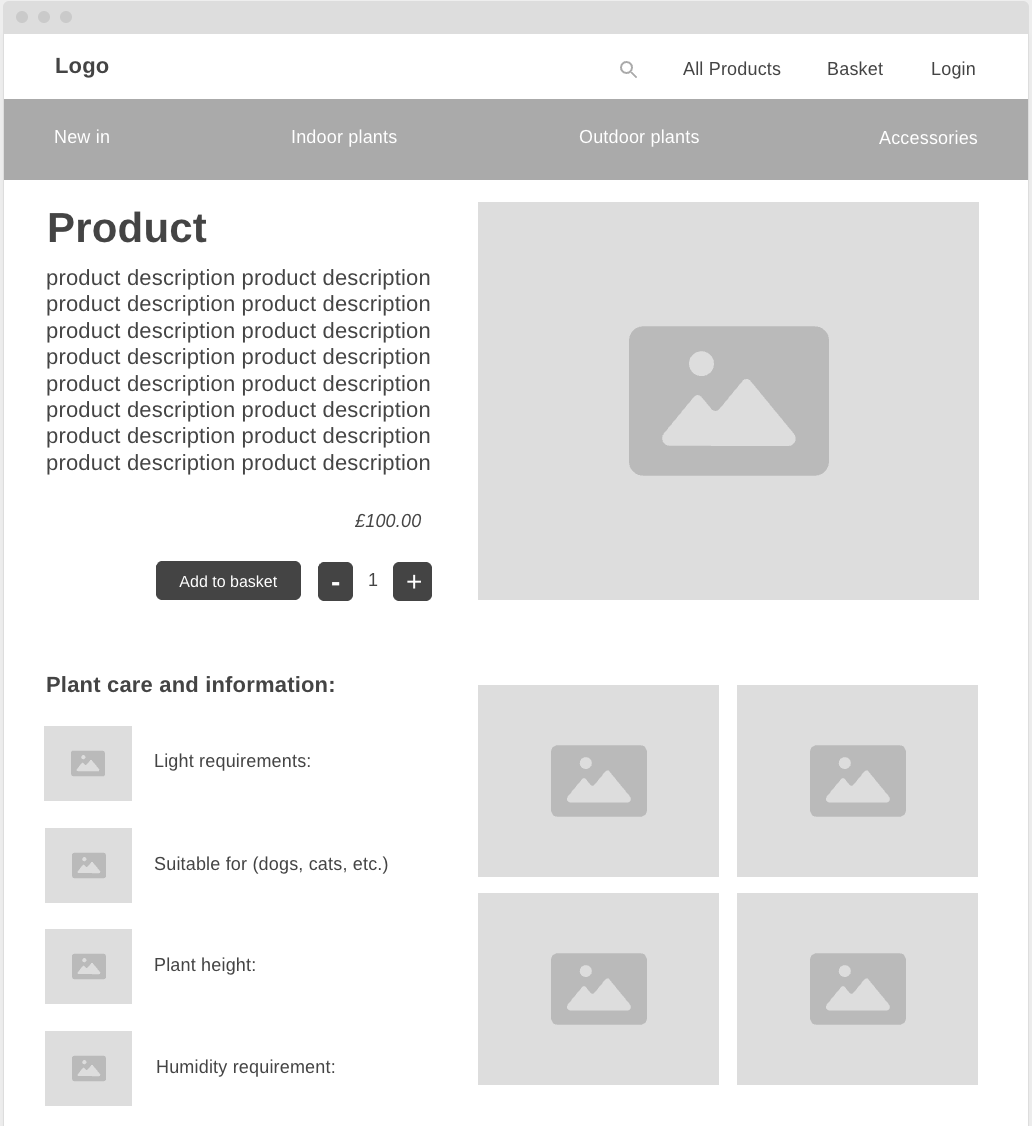 Logo
All Products
Basket
Login
New in
Indoor plants
Outdoor plants
Accessories
Product
product description product description
product description product description
product description product description
product description product description
product description product description
product description product description
product description product description
product description product description
£100.00
Add to basket
-
1
+
Plant care and information:
Light requirements:
Suitable for (dogs, cats, etc.)
Plant height:
Humidity requirement: